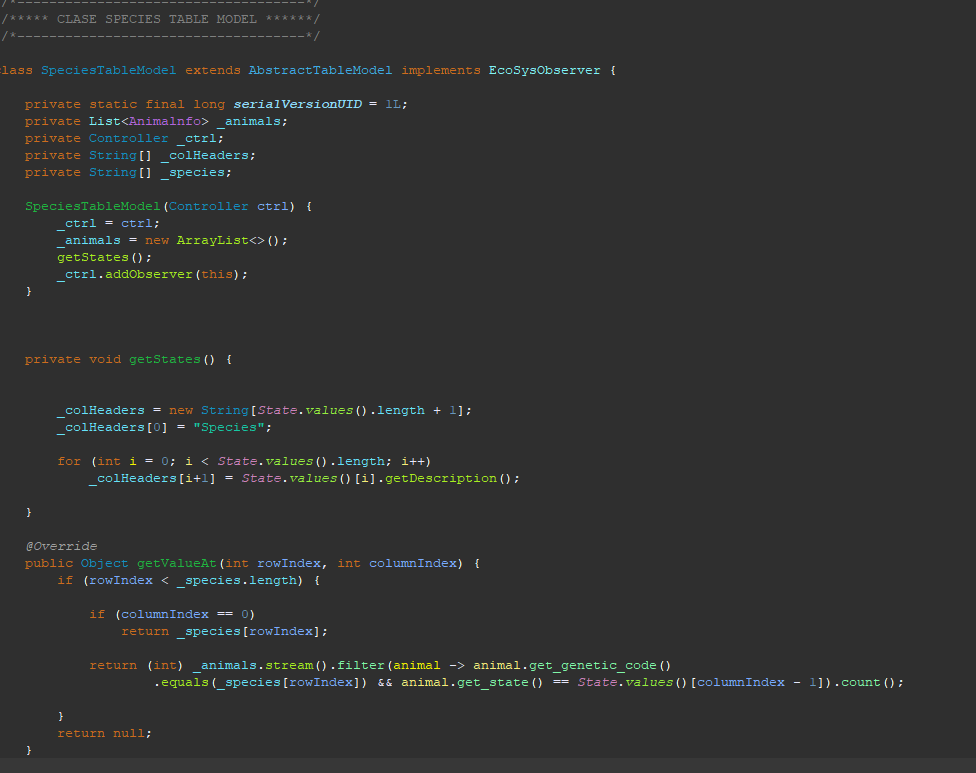 /*------------------------------------*/
/***** CLASE SPECIES TABLE MODEL ******/
/*------------------------------------*/
lass SpeciesTableModel extends AbstractTableModel implements EcoSysObserver {
private static final long serialVersionUID = 1L;
private List<Animalnfo> _animals;
private Controller _ctrl;
private String[] _colHeaders;
private String[] _species;
SpeciesTableModel(Controller ctrl) {
_ctrl = ctrl;
_animals = new ArrayList<>();
getStates();
_ctrl.addObserver(this);
}
private void getStates() {
_colHeaders = new String[State.values().length + 1];
_colHeaders[0] = "Species";
for (int i = 0; i < State.values().length; i++)
_colHeaders[i+1] = State.values()[i].getDescription();
}
@Override
public Object getValueAt(int rowIndex, int columnIndex) {
if (rowIndex < _species.length) {
if (columnIndex == 0)
return _species[rowIndex];
return (int) _animals.stream().filter(animal -> animal.get_genetic_code()
.equals(_species[rowIndex]) && animal.get_state() == State.values()[columnIndex - 1]).count();
}
return null;
}